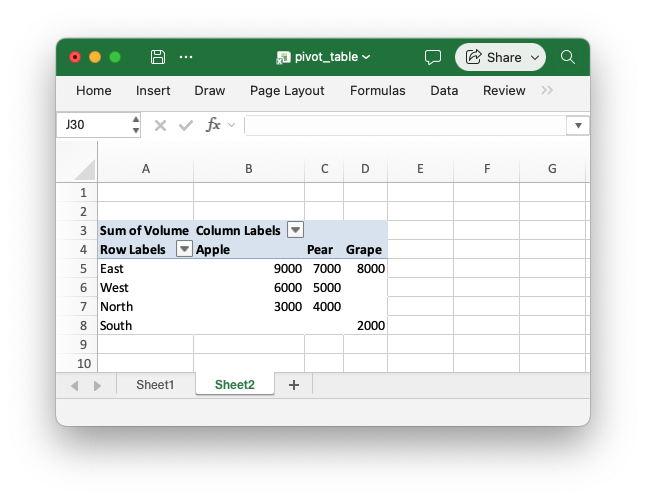 pivot_table Share
Home Insert Draw Page Layout Formulas Data Review
J30 fx
A B C D E F G
1
2
3 Sum of Volume Column Labels
4 Row Labels Apple Pear Grape
5 East 9000 7000 8000
6 West 6000 5000
7 North 3000 4000
8 South 2000
9
10
Sheet1 Sheet2 +